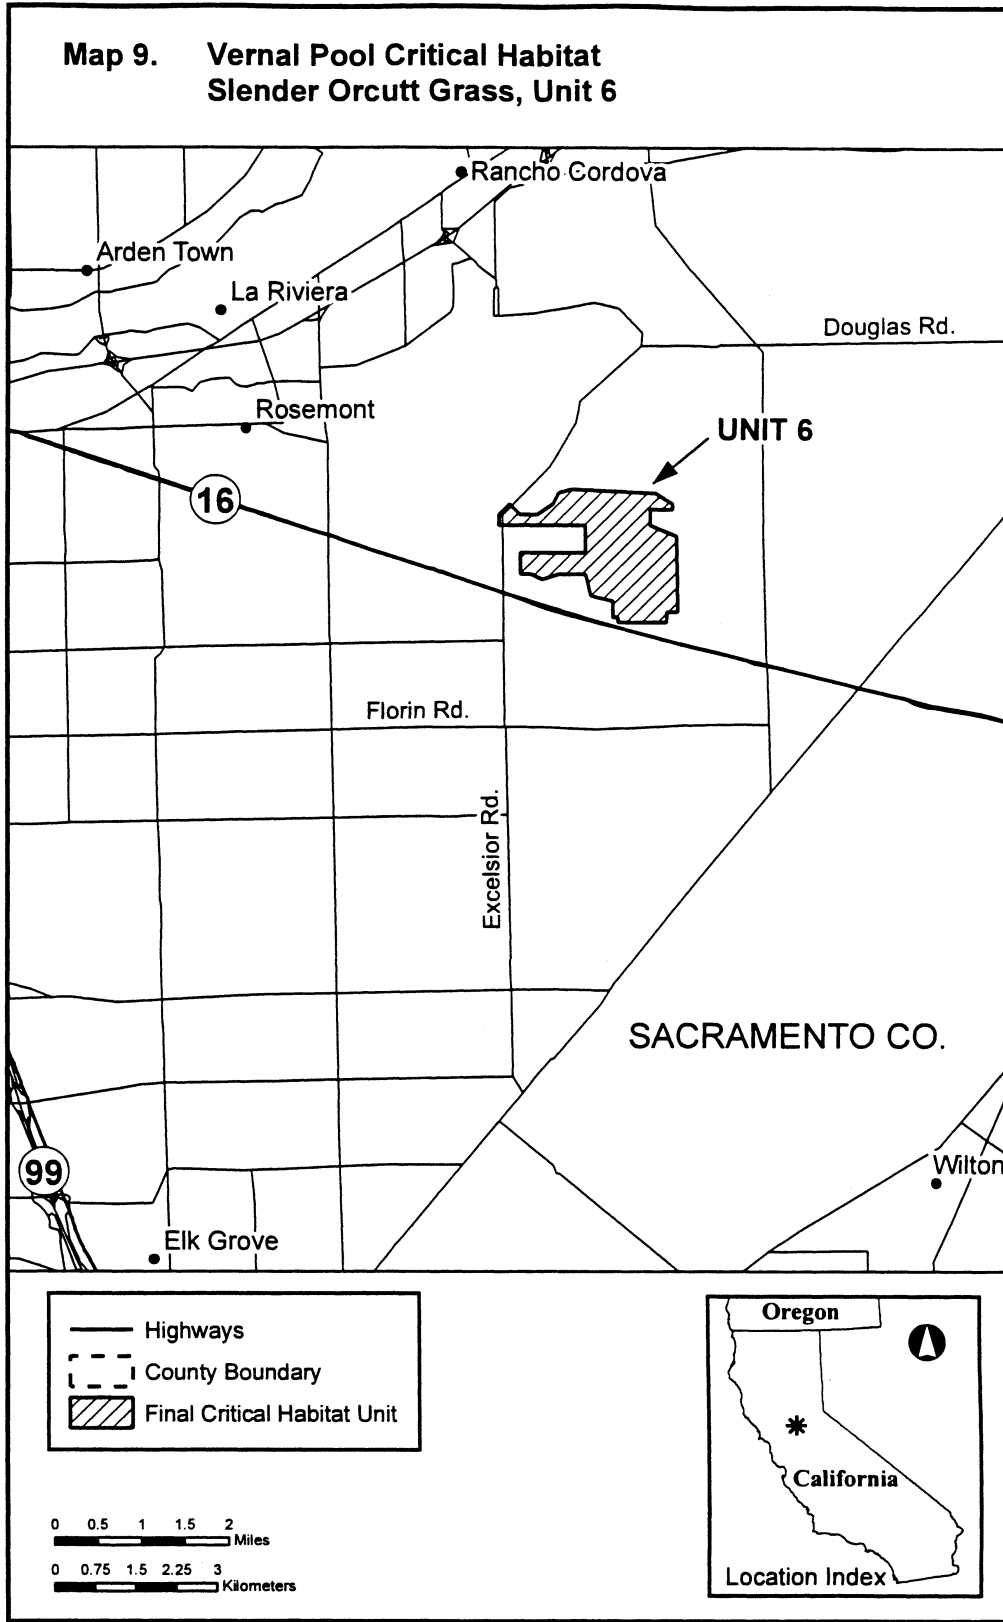 Map 9. Vernal Pool Critical Habitat
Slender Orcutt Grass, Unit 6
Rancho Cordova
Arden Town
La Riviera
Douglas Rd.
Rosemont
UNIT 6
16
Florin Rd.
Excelsior Rd.
SACRAMENTO CO.
99
Wilton
Elk Grove
Highways
County Boundary
Final Critical Habitat Unit
0 0.5 1 1.5 2
Miles
0 0.75 1.5 2.25 3
Kilometers
Oregon
California
Location Index